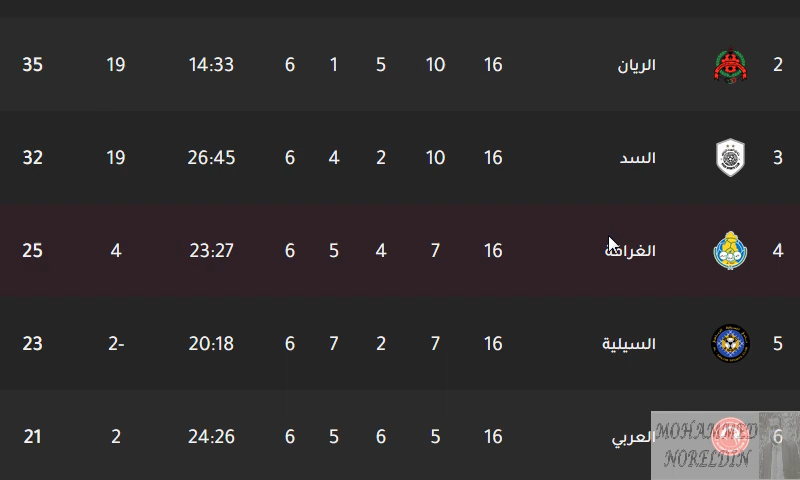 2 الريان 16 10 5 1 6 14:33 19 35
3 السد 16 10 2 4 6 26:45 19 32
4 الغرافة 16 7 4 5 6 23:27 4 25
5 السيلية 16 7 2 7 6 20:18 2- 23
6 العربي 16 5 6 5 6 24:26 2 21
MOHAMMED
NORELDIN